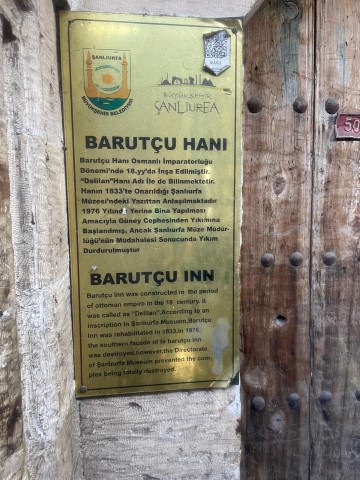 ŞANLIURFA
BÜYÜKŞEHİR BELEDİYESİ
BÜYÜKŞEHİR
ŞANLIURFA
50
BARUTÇU HANI
Barutçu Hanı Osmanlı İmparatorluğu
Dönemi'nde 18.yy'da İnşa Edilmiştir.
"Delilan"Hanı Adı İle de Bilinmektetir.
Hanın 1833'te Onarıldığı Şanlıurfa
Müzesi'ndeki Yazıttan Anlaşılmaktadır
1976 Yılında Yerine Bina Yapılması
Amacıyla Güney Cephesinden Yıkımına
Başlanılmış, Ancak Şanlıurfa Müze Müdür-
lüğü'nün Müdahalesi Sonucunda Yıkım
Durdurulmuştur
BARUTÇU INN
Barutçu Inn was constructed in the period
of ottoman empire in the 18 century. It
was called as "Delilan".According to an
inscription in Şanlıurfa Musuem,Barutçu
Inn was rehabilitated in 1833.In 1976,
the southern facade of te barutçu inn
was destroyed,however,the Directorate
of Şanlıurfa Museum prevented the com-
plex being totally destroyed.